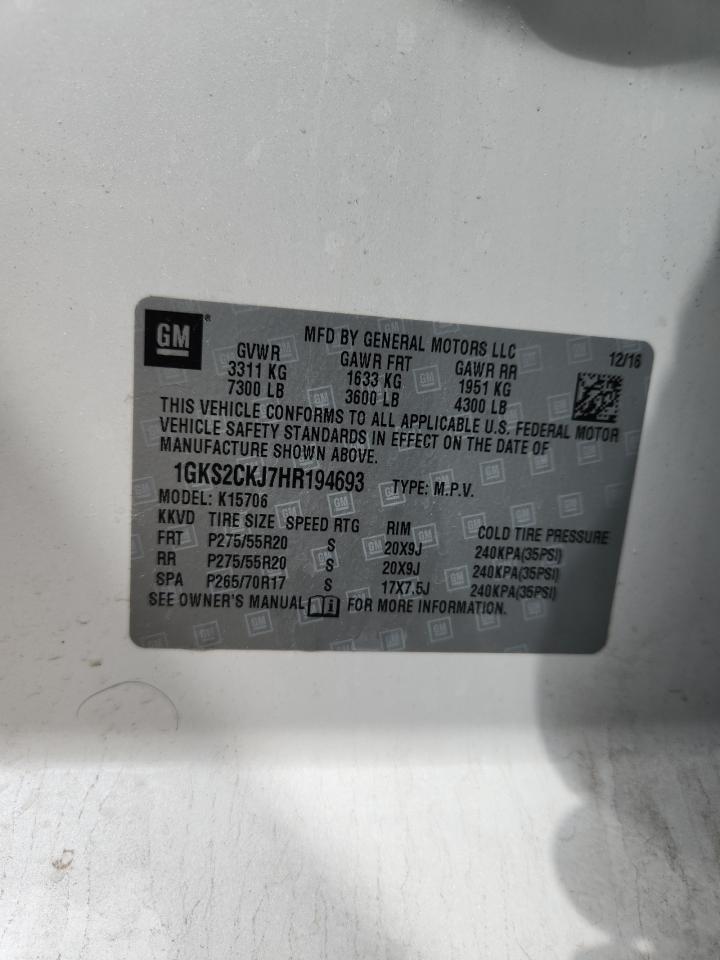 GM ®
MFD BY GENERAL MOTORS LLC 12/16
GVWR GAWR FRT GAWR RR
3311 KG 1633 KG 1951 KG
7300 LB 3600 LB 4300 LB
THIS VEHICLE CONFORMS TO ALL APPLICABLE U.S. FEDERAL MOTOR
VEHICLE SAFETY STANDARDS IN EFFECT ON THE DATE OF
MANUFACTURE SHOWN ABOVE.
1GKS2CKJ7HR194693 TYPE: M.P.V.
MODEL: K15706
KKVD TIRE SIZE SPEED RTG RIM COLD TIRE PRESSURE
FRT P275/55R20 S 20X9J 240KPA(35PSI)
RR P275/55R20 S 20X9J 240KPA(35PSI)
SPA P265/70R17 S 17X7.5J 240KPA(35PSI)
SEE OWNER'S MANUAL FOR MORE INFORMATION.